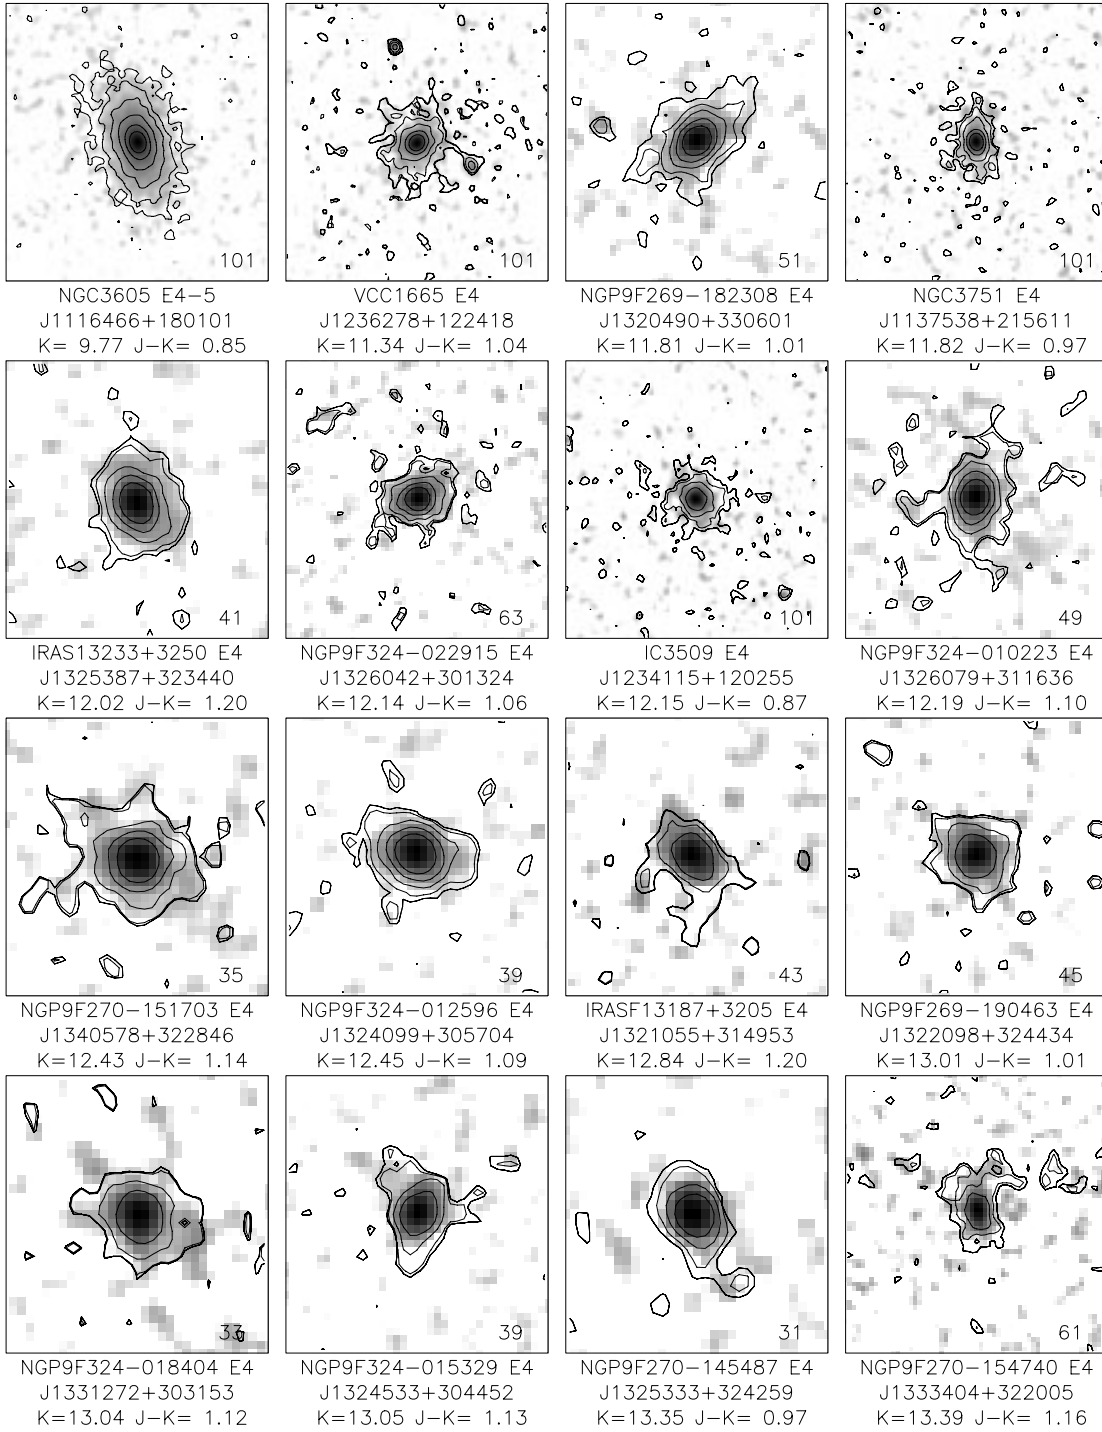 101
101
51
101
NGC3605 E4-5
J1116466+180101
K= 9.77 J-K= 0.85
VCC1665 E4
J1236278+122418
K=11.34 J-K= 1.04
NGP9F269-182308 E4
J1320490+330601
K=11.81 J-K= 1.01
NGC3751 E4
J1137538+215611
K=11.82 J-K= 0.97
41
63
101
49
IRAS13233+3250 E4
J1325387+323440
K=12.02 J-K= 1.20
NGP9F324-022915 E4
J1326042+301324
K=12.14 J-K= 1.06
IC3509 E4
J1234115+120255
K=12.15 J-K= 0.87
NGP9F324-010223 E4
J1326079+311636
K=12.19 J-K= 1.10
35
39
43
45
NGP9F270-151703 E4
J1340578+322846
K=12.43 J-K= 1.14
NGP9F324-012596 E4
J1324099+305704
K=12.45 J-K= 1.09
IRASF13187+3205 E4
J1321055+314953
K=12.84 J-K= 1.20
NGP9F269-190463 E4
J1322098+324434
K=13.01 J-K= 1.01
33
39
31
61
NGP9F324-018404 E4
J1331272+303153
K=13.04 J-K= 1.12
NGP9F324-015329 E4
J1324533+304452
K=13.05 J-K= 1.13
NGP9F270-145487 E4
J1325333+324259
K=13.35 J-K= 0.97
NGP9F270-154740 E4
J1333404+322005
K=13.39 J-K= 1.16